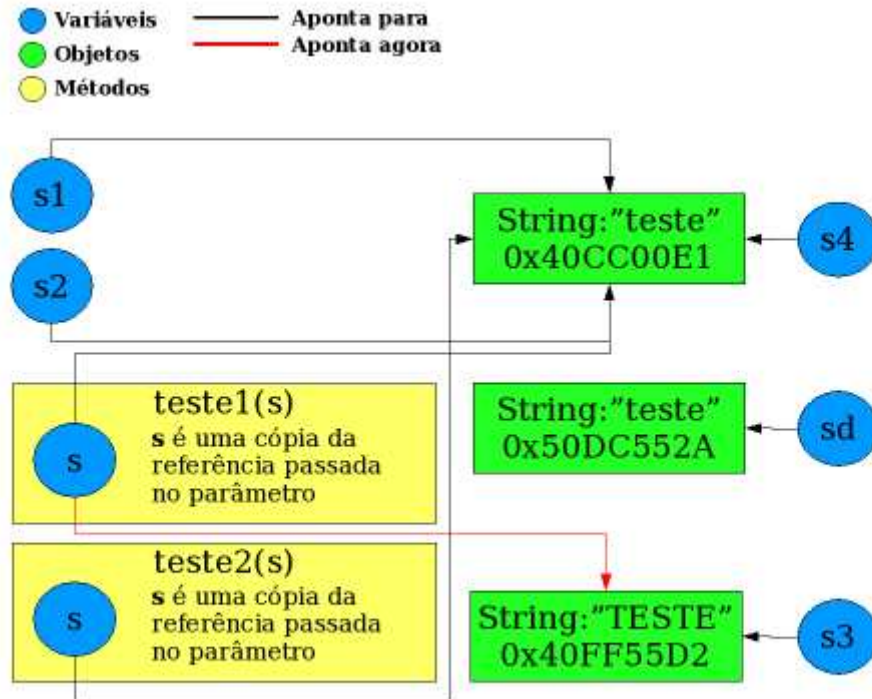 Variáveis
Objetos
Métodos
Aponta para
Aponta agora
s1
s2
String:”teste”
0x40CC00E1
s4
teste1(s)
s
s é uma cópia da
referência passada
no parâmetro
String:”teste”
0x50DC552A
sd
teste2(s)
s
s é uma cópia da
referência passada
no parâmetro
String:”TESTE”
0x40FF55D2
s3